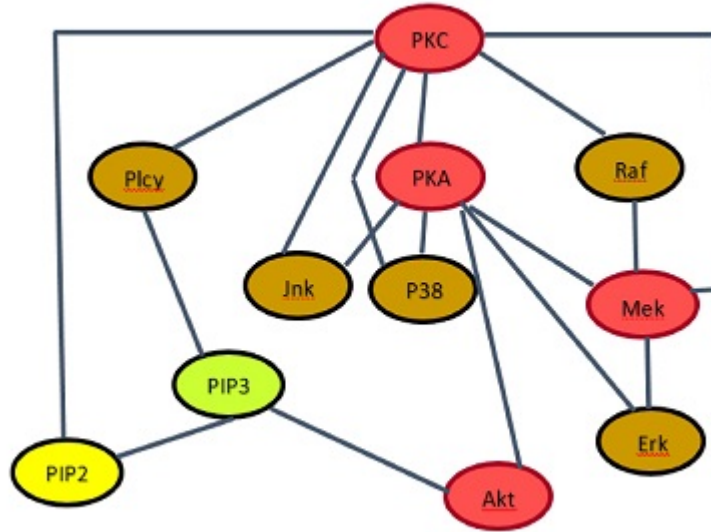 PKC
Plcy
PKA
Raf
Jnk
P38
Mek
PIP3
Erk
PIP2
Akt